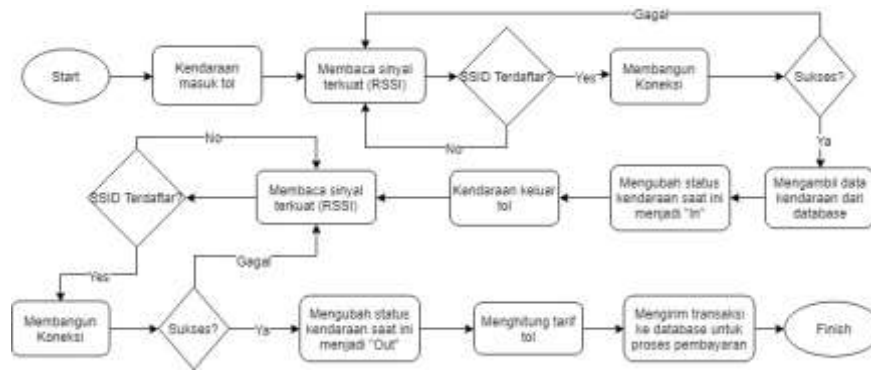 Gagal
Start
Kendaraan
masuk tol
Membaca sinyal
terkuat (RSSI)
SSID Terdaftar?
Yes
Membangun
Koneksi
Sukses?
No
Ya
No
SSID Terdaftar?
Membaca sinyal
terkuat (RSSI)
Kendaraan keluar
tol
Mengubah status
kendaraan saat ini
menjadi "In"
Mengambil data
kendaraan dari
database
Yes
Gagal
Membangun
Koneksi
Sukses?
Ya
Mengubah status
kendaraan saat ini
menjadi "Out"
Menghitung tarif
tol
Mengirim transaksi
ke database untuk
proses pembayaran
Finish